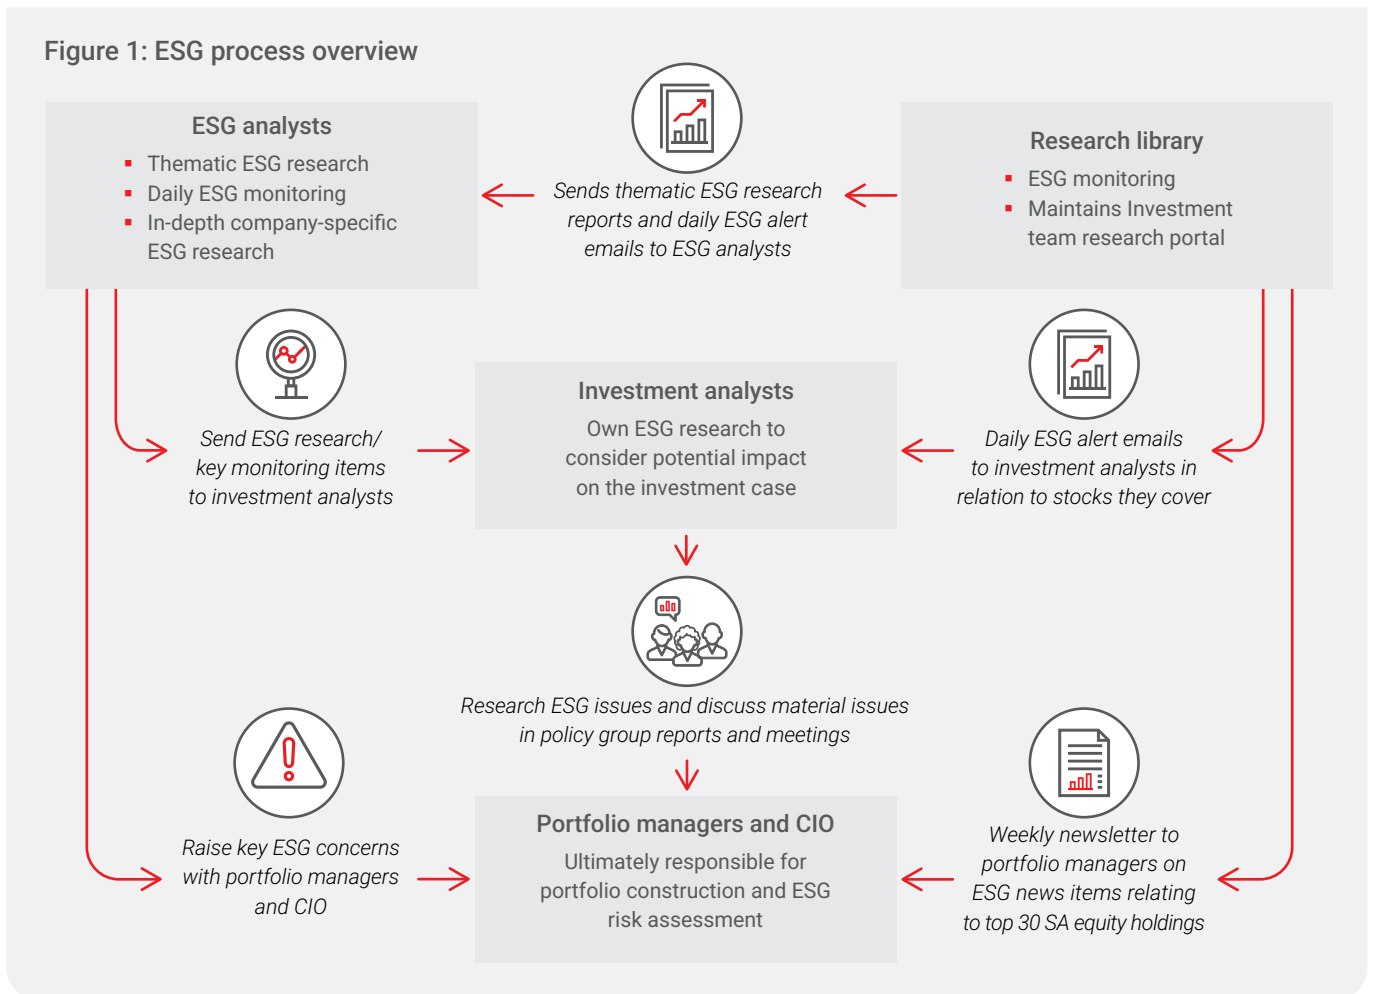 Figure 1: ESG process overview
ESG analysts
Thematic ESG research
Daily ESG monitoring
In-depth company-specific
ESG research
Sends thematic ESG research
reports and daily ESG alert
emails to ESG analysts
Research library
ESG monitoring
Maintains Investment
team research portal
Send ESG research/
key monitoring items
to investment analysts
Investment analysts
Own ESG research to
consider potential impact
on the investment case
Daily ESG alert emails
to investment analysts in
relation to stocks they cover
Research ESG issues and discuss material issues
in policy group reports and meetings
Raise key ESG concerns
with portfolio managers
and CIO
Portfolio managers and CIO
Ultimately responsible for
portfolio construction and ESG
risk assessment
Weekly newsletter to
portfolio managers on
ESG news items relating
to top 30 SA equity holdings